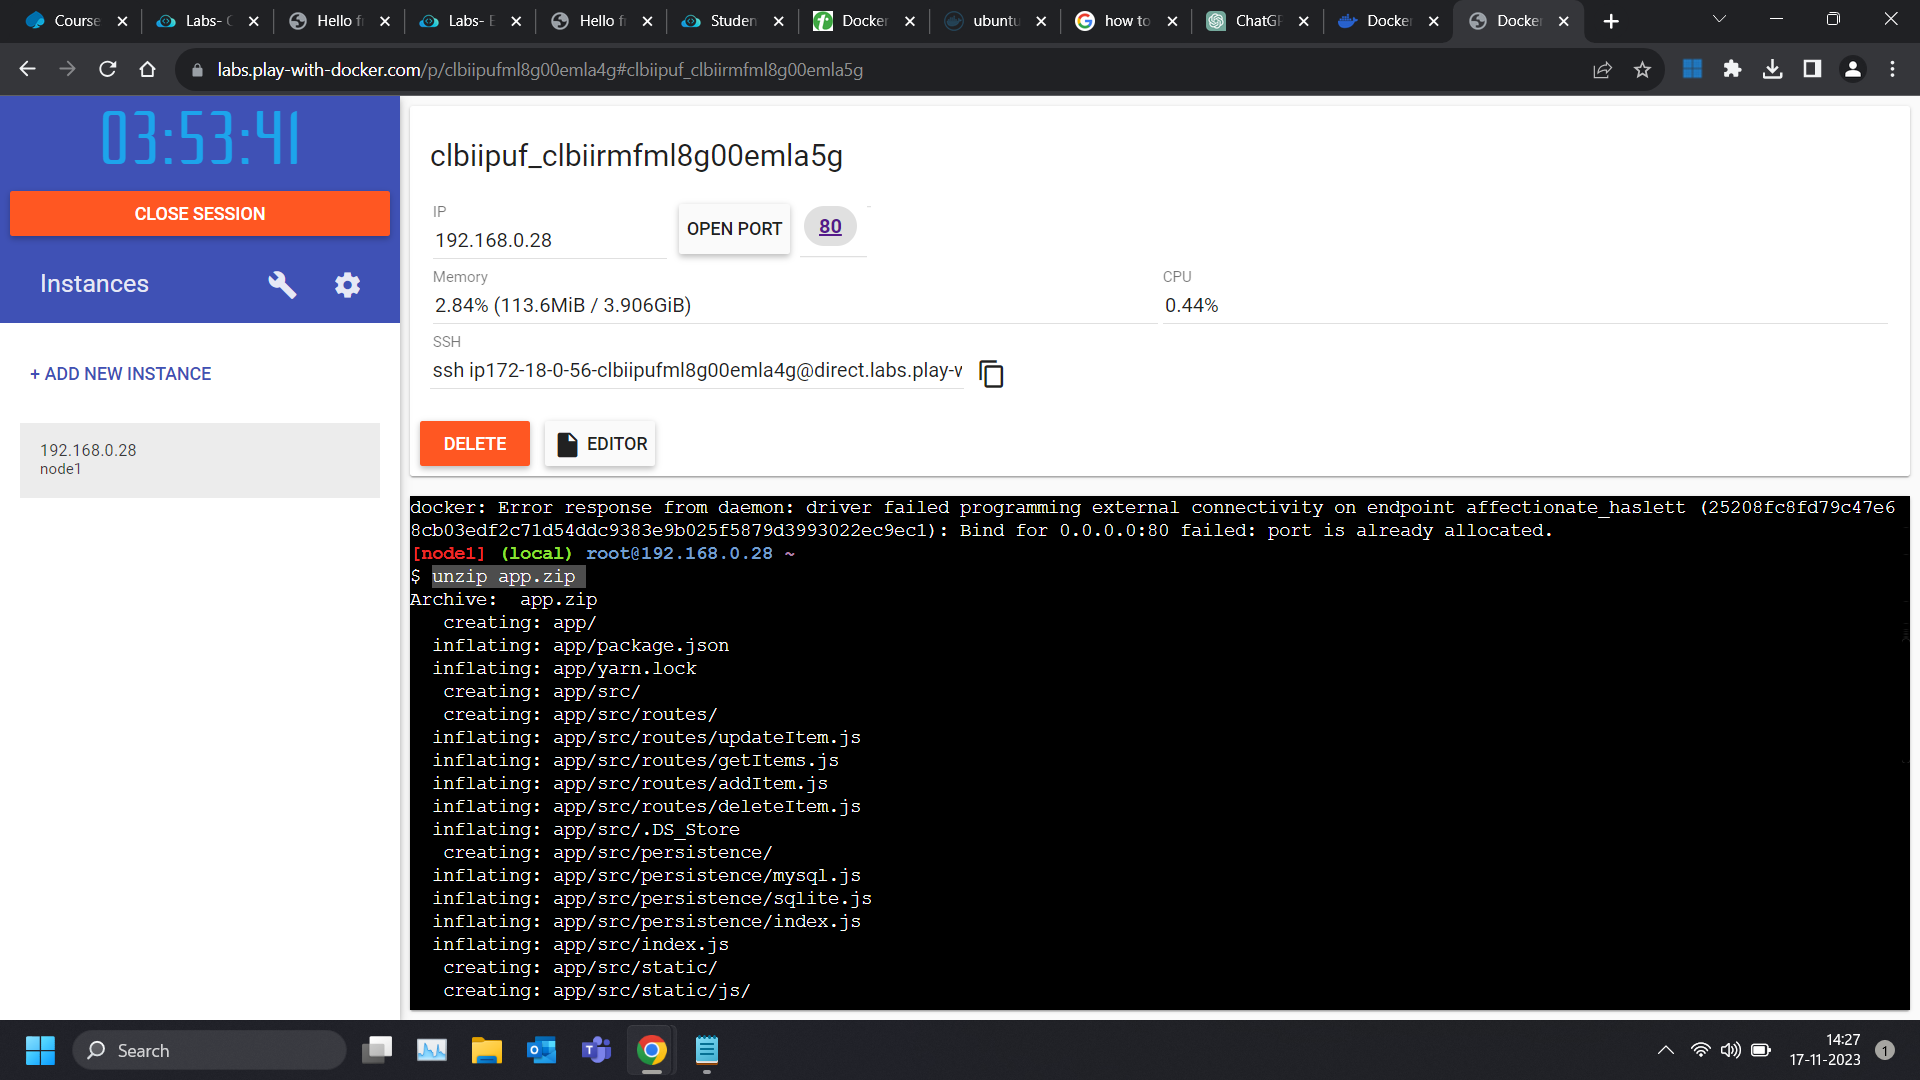 Course
Labs- C
Hello fr
Labs- E
Hello fr
Studen
Docker
ubuntu
how to
ChatGP
Docker
Docker
labs.play-with-docker.com/p/clbiipufml8g00emla4g#clbiipuf_clbiirmfml8g00emla5g
03:53:41
CLOSE SESSION
Instances
+ ADD NEW INSTANCE
192.168.0.28
node1
clbiipuf_clbiirmfml8g00emla5g
IP
192.168.0.28
OPEN PORT
80
Memory
2.84% (113.6MiB / 3.906GiB)
CPU
0.44%
SSH
ssh ip172-18-0-56-clbiipufml8g00emla4g@direct.labs.play-w
DELETE
EDITOR
docker: Error response from daemon: driver failed programming external connectivity on endpoint affectionate_haslett (25208fc8fd79c47e6
8cb03edf2c71d54ddc9383e9b025f5879d3993022ec9ec1): Bind for 0.0.0.0:80 failed: port is already allocated.
[node1] (local) root@192.168.0.28 ~
$ unzip app.zip
Archive:  app.zip
creating: app/
inflating: app/package.json
inflating: app/yarn.lock
creating: app/src/
creating: app/src/routes/
inflating: app/src/routes/updateItem.js
inflating: app/src/routes/getItems.js
inflating: app/src/routes/addItem.js
inflating: app/src/routes/deleteItem.js
inflating: app/src/.DS_Store
creating: app/src/persistence/
inflating: app/src/persistence/mysql.js
inflating: app/src/persistence/sqlite.js
inflating: app/src/persistence/index.js
inflating: app/src/index.js
creating: app/src/static/
creating: app/src/static/js/
Search
14:27
17-11-2023
1